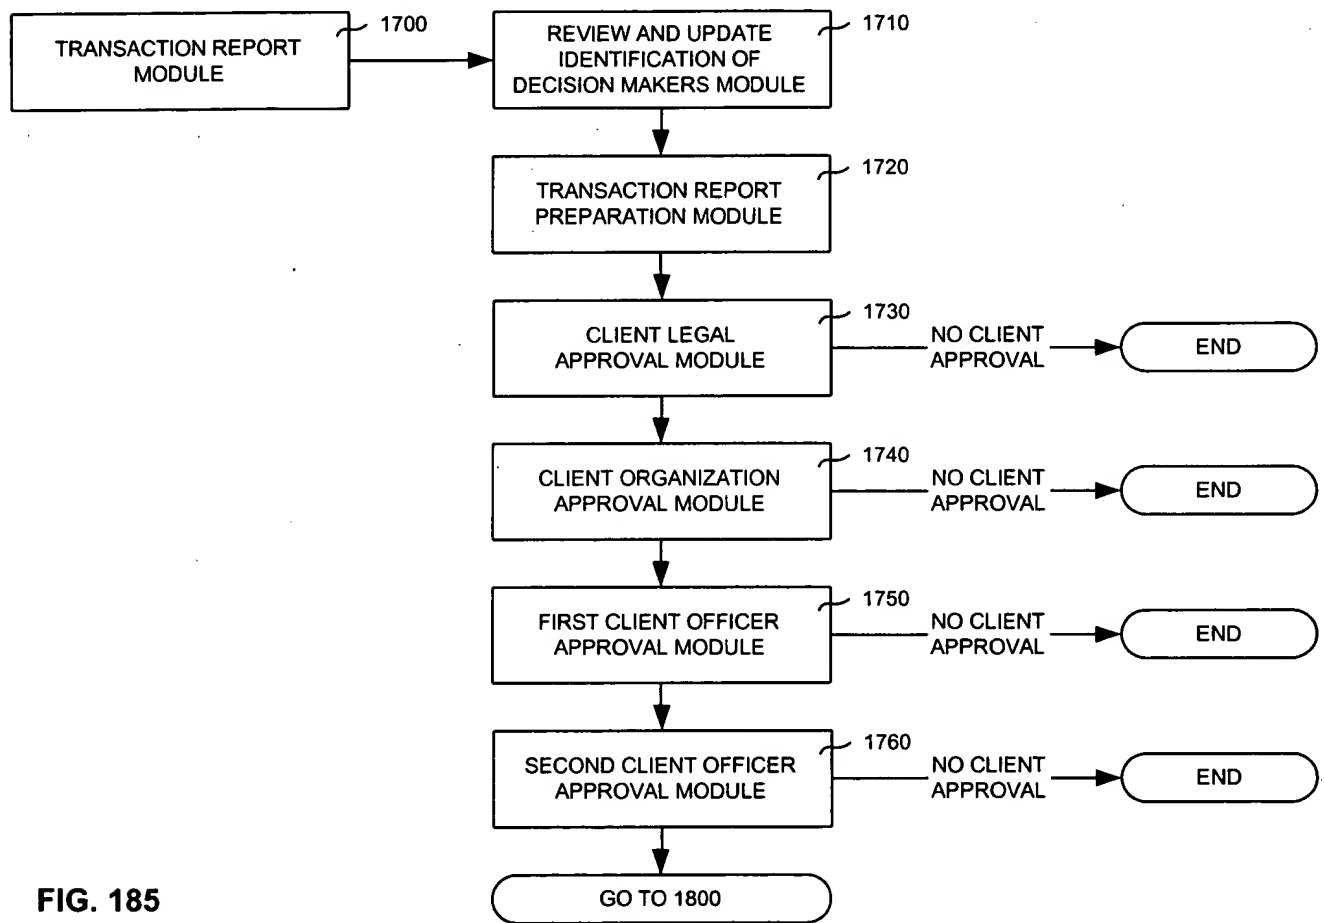 TRANSACTION REPORT
MODULE
1700
REVIEW AND UPDATE
IDENTIFICATION OF
DECISION MAKERS MODULE
1710
TRANSACTION REPORT
PREPARATION MODULE
1720
CLIENT LEGAL
APPROVAL MODULE
1730
NO CLIENT
APPROVAL
END
CLIENT ORGANIZATION
APPROVAL MODULE
1740
NO CLIENT
APPROVAL
END
FIRST CLIENT OFFICER
APPROVAL MODULE
1750
NO CLIENT
APPROVAL
END
SECOND CLIENT OFFICER
APPROVAL MODULE
1760
NO CLIENT
APPROVAL
END
GO TO 1800
FIG. 185